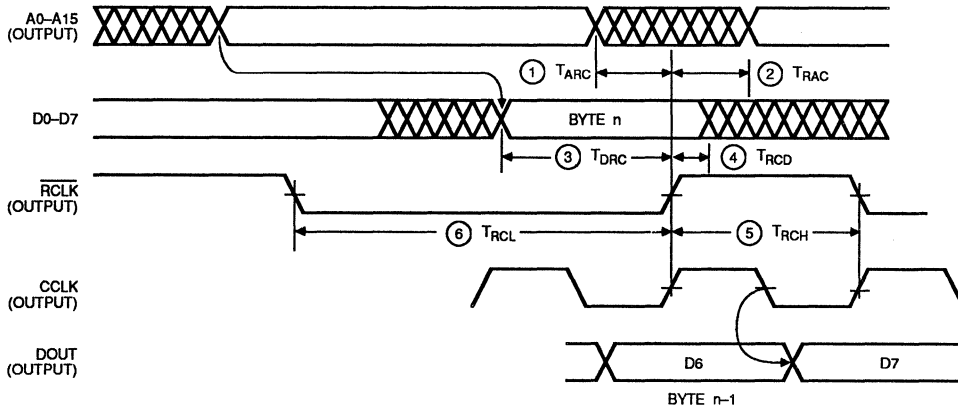 A0–A15
(OUTPUT)
① TARC
② TRAC
D0–D7
BYTE n
③ TDRC
④ TRCD
RCLK
(OUTPUT)
⑥ TRCL
⑤ TRCH
CCLK
(OUTPUT)
DOUT
(OUTPUT)
D6
D7
BYTE n–1